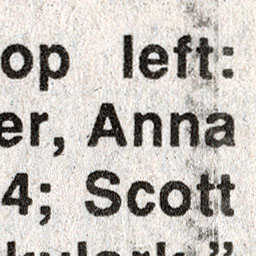 op left:
er, Anna
4; Scott